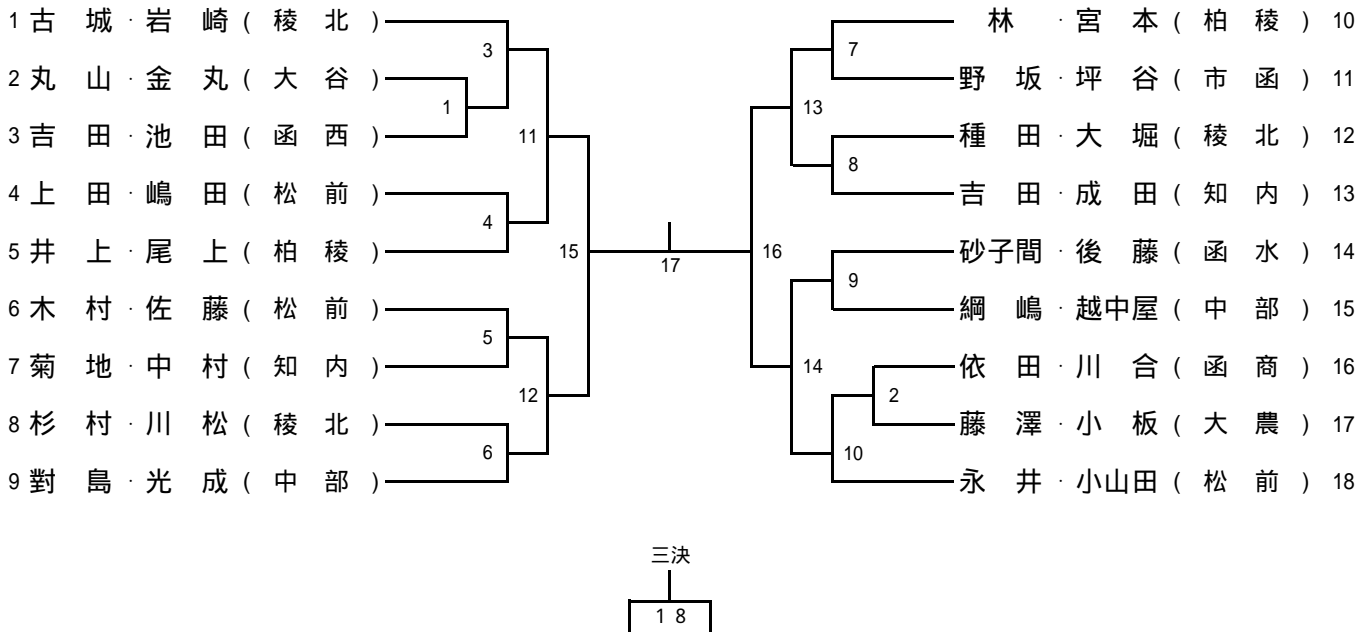 1 古城・岩崎(稜北)
2 丸山・金丸(大谷)
3 吉田・池田(函西)
4 上田・嶋田(松前)
5 井上・尾上(柏稜)
6 木村・佐藤(松前)
7 菊地・中村(知内)
8 杉村・川松(稜北)
9 對島・光成(中部)
3
1
11
4
15
5
12
6
17
林・宮本(柏稜) 10
野坂・坪谷(市函) 11
種田・大堀(稜北) 12
吉田・成田(知内) 13
砂子間・後藤(函水) 14
綱嶋・越中屋(中部) 15
依田・川合(函商) 16
藤澤・小板(大農) 17
永井・小山田(松前) 18
7
13
8
16
9
14
2
10
三決
18